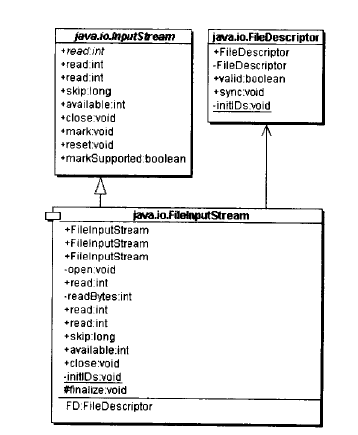 java.io.InputStream
+read:int
+read:int
+read:int
+skip:long
+available:int
+close:void
+mark:void
+reset:void
+markSupported:boolean
java.io.FileDescriptor
+FileDescriptor
-FileDescriptor
+valid:boolean
+sync:void
-initIDs:void
java.io.FileInputStream
+FileInputStream
+FileInputStream
+FileInputStream
-open:void
+read:int
-readBytes:int
+read:int
+read:int
+skip:long
+available:int
+close:void
-initIDs:void
#finalize:void
FD:FileDescriptor